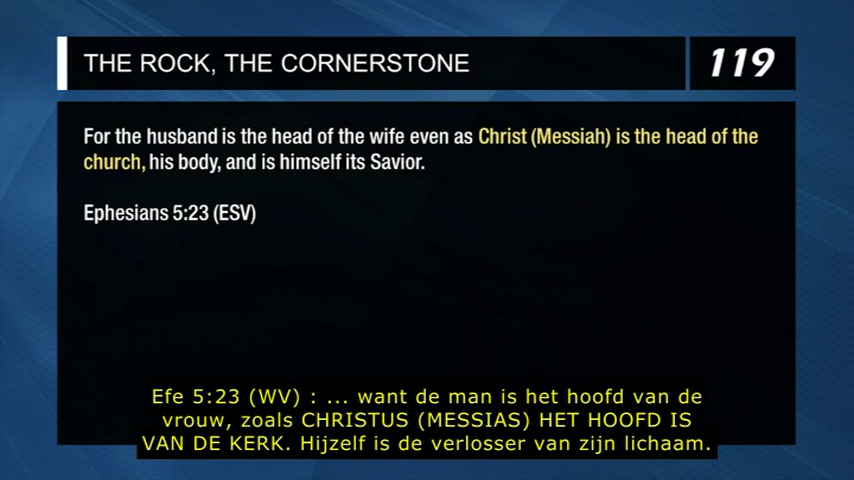 THE ROCK, THE CORNERSTONE
119
For the husband is the head of the wife even as Christ (Messiah) is the head of the
church, his body, and is himself its Savior.
Ephesians 5:23 (ESV)
Efe 5:23 (WV) : ... want de man is het hoofd van de
vrouw, zoals CHRISTUS (MESSIAS) HET HOOFD IS
VAN DE KERK. Hijzelf is de verlosser van zijn lichaam.